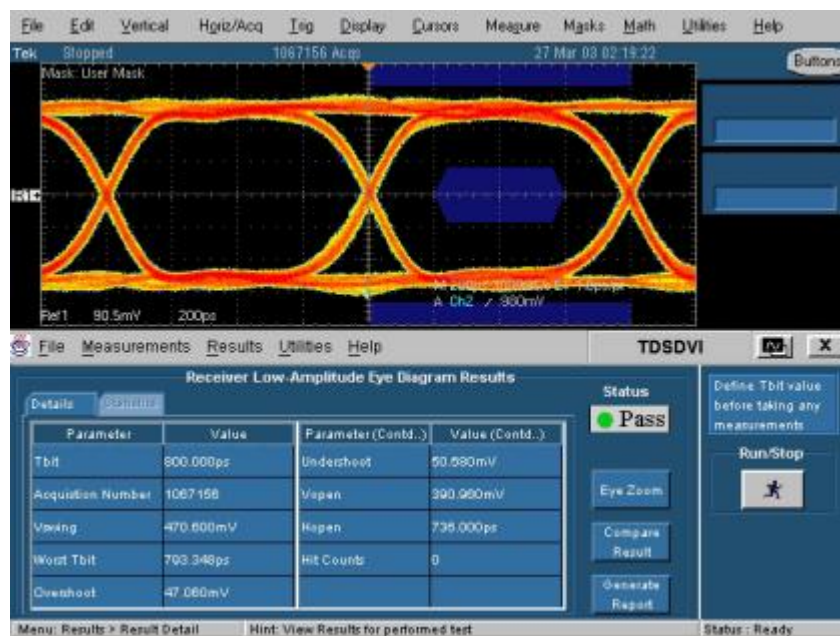 File Edit Vertical Horiz/Acq Trig Display Cursors Measure Masks Math Utilities Help
Tek Stopped 1067156 Acqs 27 Mar 03 02:19:22
Buttons
Mask: User Mask
R1
A Ch2 980mV
Ref1 90.5mV 200ps
File Measurements Results Utilities Help TDSDVI X
Receiver Low-Amplitude Eye Diagram Results
Details Statistics
Status
Pass
Define Tbit value
before taking any
measurements
Parameter Value Parameter(Contd..) Value (Contd..)
Tbit 800.000ps Undershoot 50.580mV
Acquistion Number 1067156 Vopen 390.960mV
Vswing 470.600mV Hopen 736.000ps
Worst Tbit 793.348ps Hit Counts 0
Overshoot 47.060mV
Eye Zoom
Compare
Result
Generate
Report
Run/Stop
Menu: Results > Result Detail Hint: View Results for performed test Status : Ready